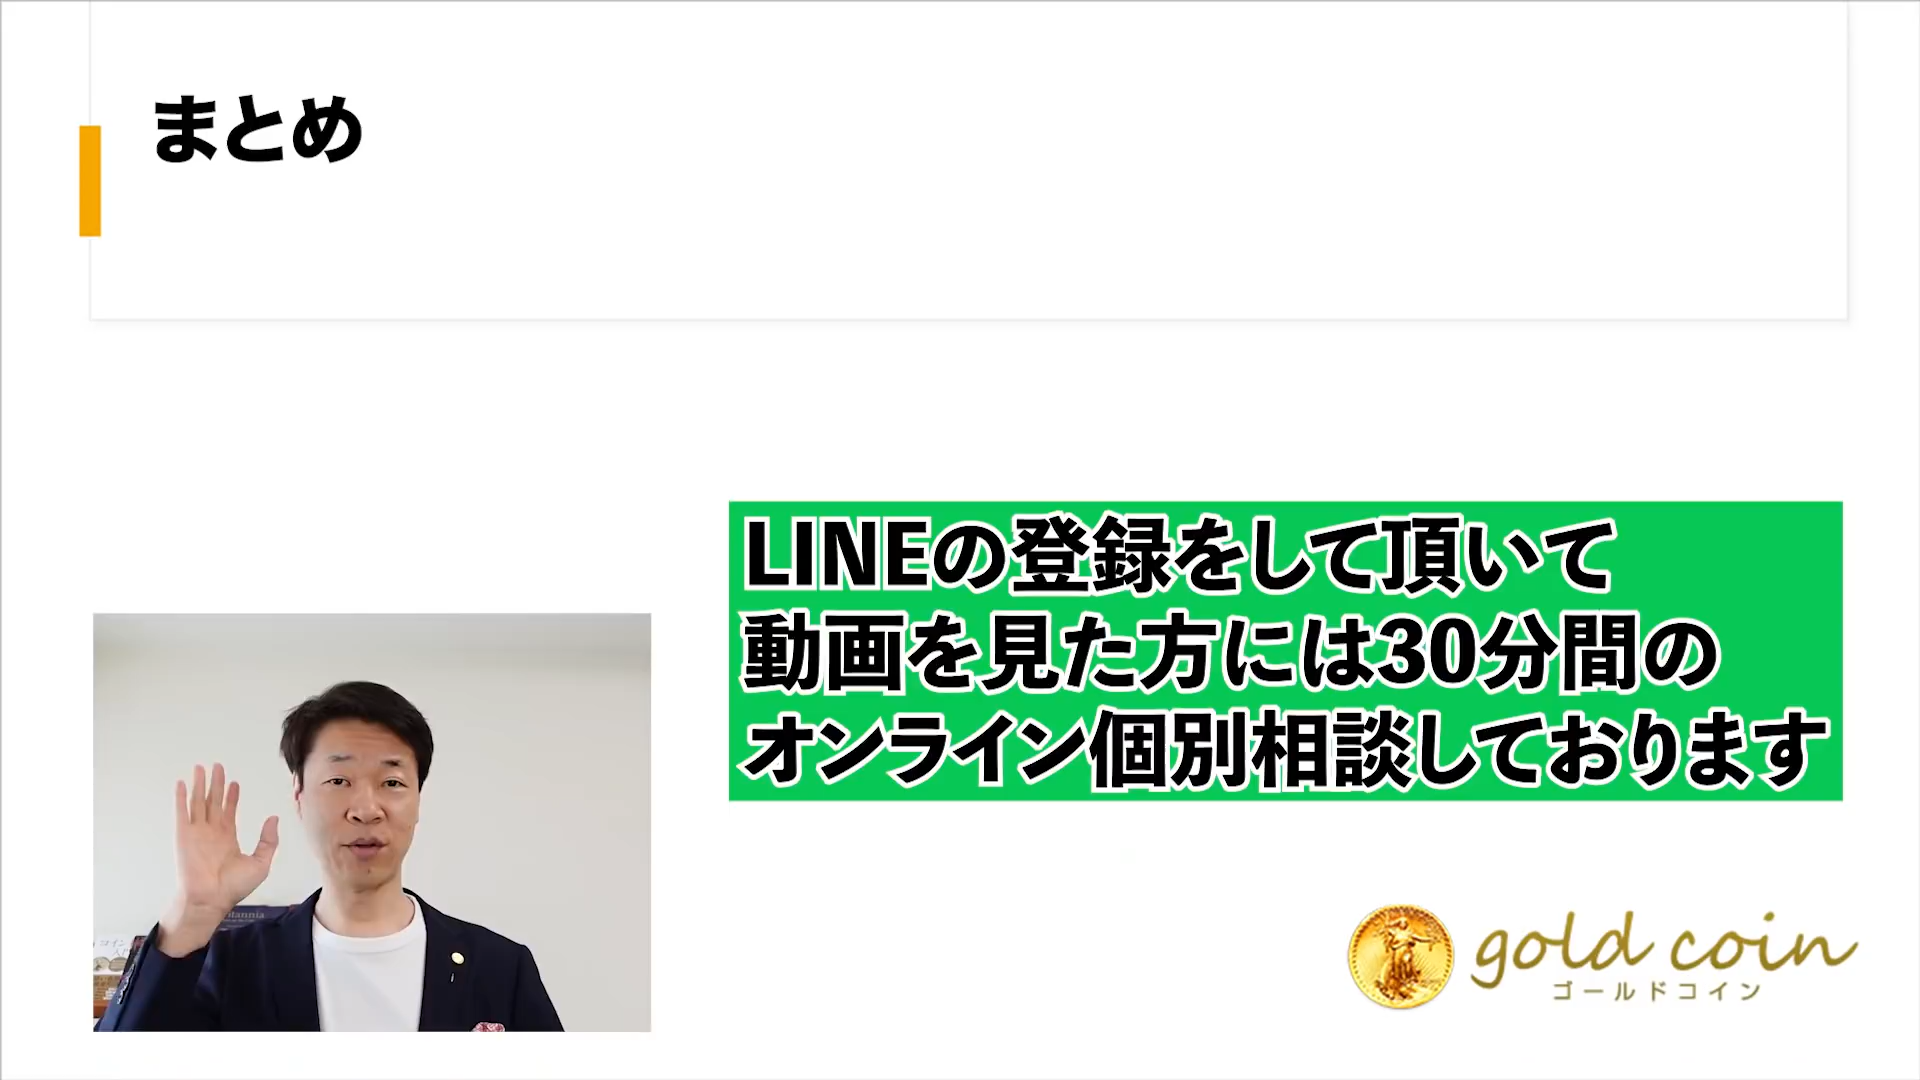 まとめ
LINEの登録をして頂いて
動画を見た方には30分間の
オンライン個別相談しております
gold coin
ゴールドコイン